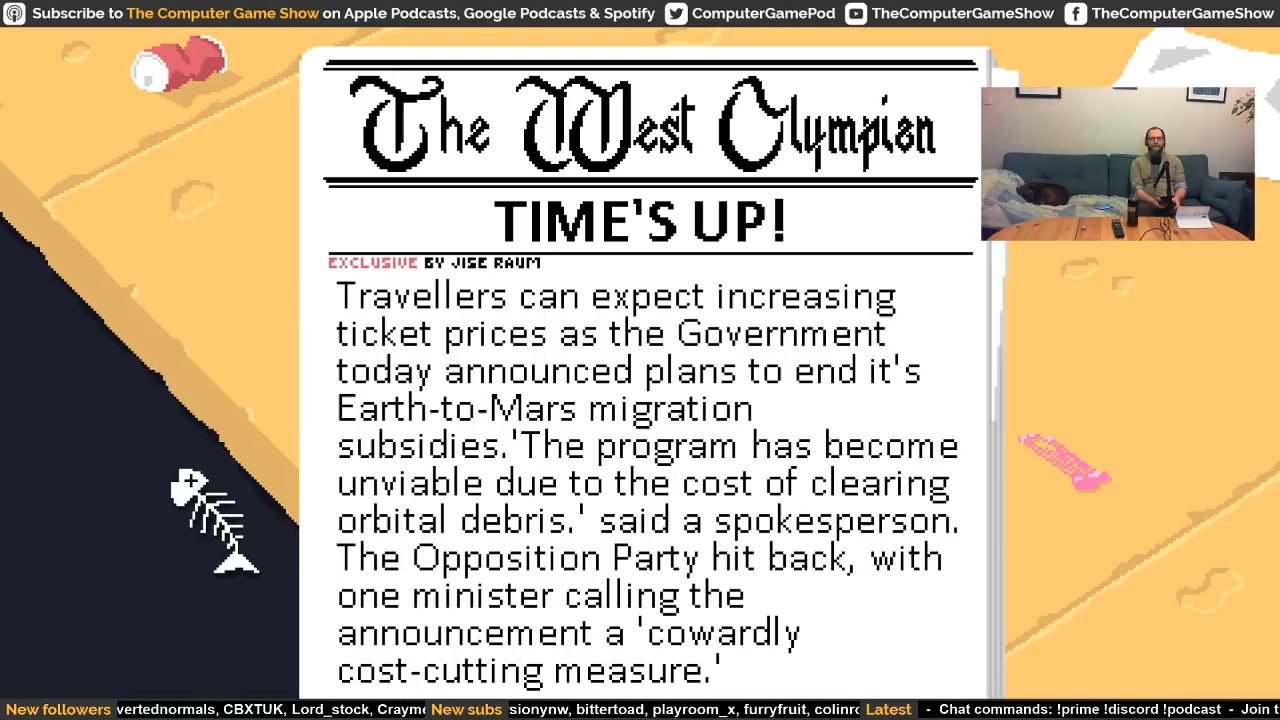 Subscribe to The Computer Game Show on Apple Podcasts, Google Podcasts & Spotify ComputerGamePod TheComputerGameShow TheComputerGameShow
The West Olympian
TIME'S UP!
EXCLUSIVE BY JISE RAUM
Travellers can expect increasing
ticket prices as the Government
today announced plans to end it's
Earth-to-Mars migration
subsidies.'The program has become
unviable due to the cost of clearing
orbital debris.' said a spokesperson.
The Opposition Party hit back, with
one minister calling the
announcement a 'cowardly
cost-cutting measure.'
New followers vertednormals, CBXTUK, Lord_stock, Crayme New subs sionynw, bittertoad, playroom_x, furryfruit, colinro Latest - Chat commands: !prime !discord !podcast - Join t